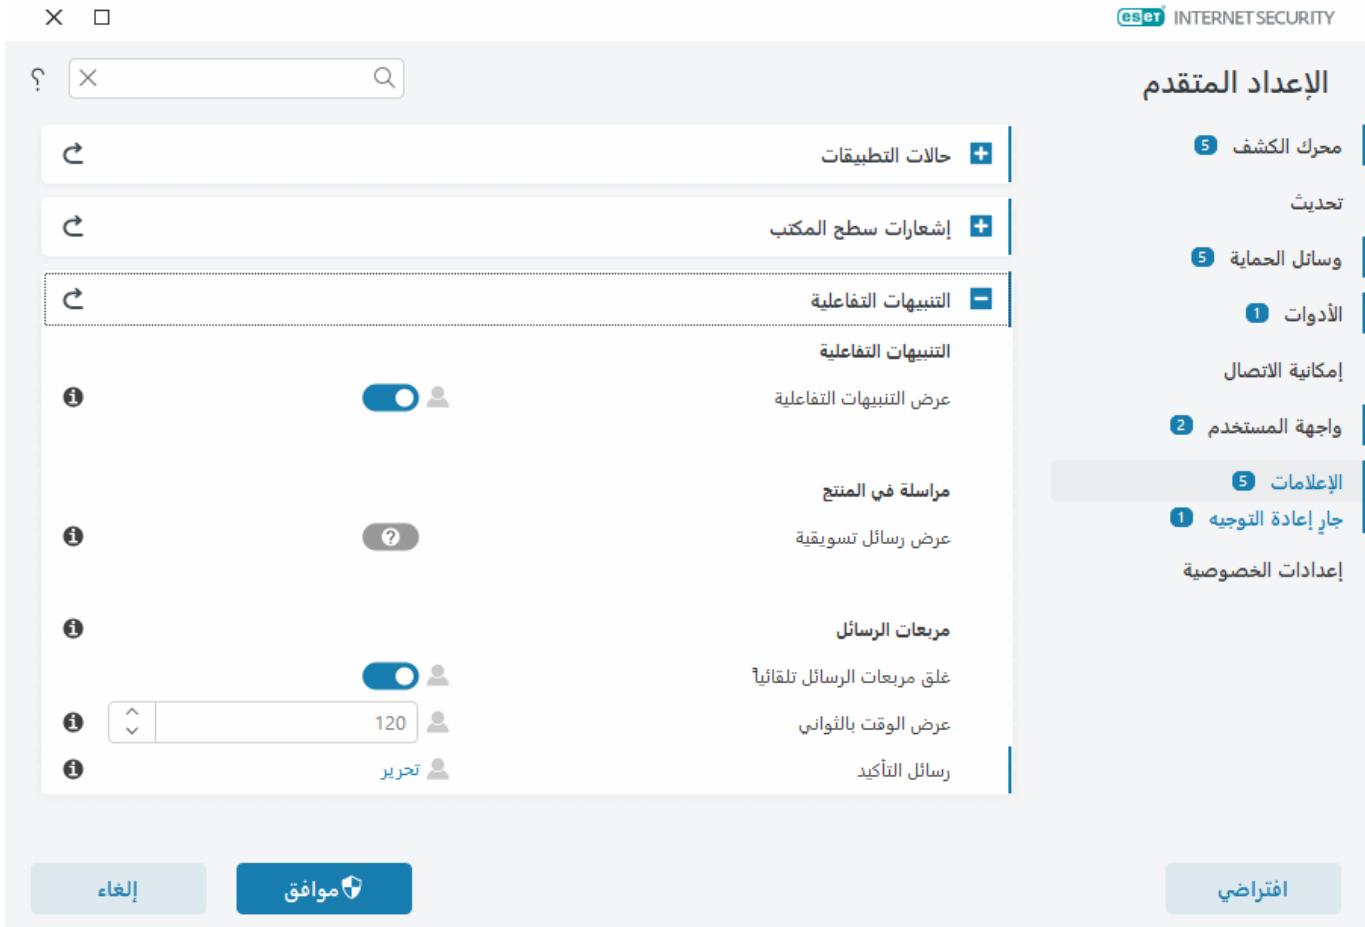 eseT INTERNET SECURITY
الإعداد المتقدم
؟
محرك الكشف 5
تحديث
وسائل الحماية 5
الأدوات 1
إمكانية الاتصال
واجهة المستخدم 2
الإعلامات 5
جارٍ إعادة التوجيه 1
إعدادات الخصوصية
حالات التطبيقات
إشعارات سطح المكتب
التنبيهات التفاعلية
التنبيهات التفاعلية
عرض التنبيهات التفاعلية
مراسلة في المنتج
عرض رسائل تسويقية ?
مربعات الرسائل
غلق مربعات الرسائل تلقائياً
عرض الوقت بالثواني 120
رسائل التأكيد تحرير
افتراضي
موافق
إلغاء